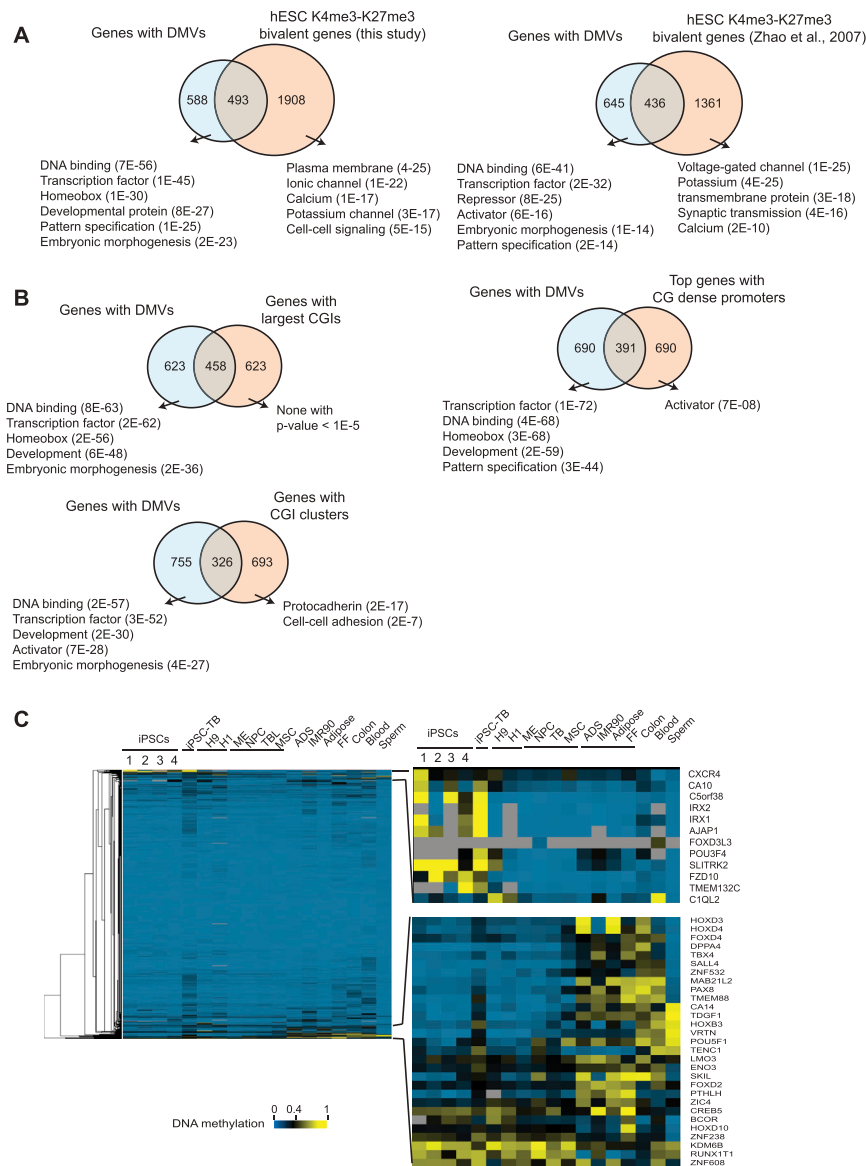 A
Genes with DMVs
hESC K4me3-K27me3
bivalent genes (this study)
588
493
1908
DNA binding (7E-56)
Transcription factor (1E-45)
Homeobox (1E-30)
Developmental protein (8E-27)
Pattern specification (1E-25)
Embryonic morphogenesis (2E-23)
Plasma membrane (4-25)
Ionic channel (1E-22)
Calcium (1E-17)
Potassium channel (3E-17)
Cell-cell signaling (5E-15)
Genes with DMVs
hESC K4me3-K27me3
bivalent genes (Zhao et al., 2007)
645
436
1361
DNA binding (6E-41)
Transcription factor (2E-32)
Repressor (8E-25)
Activator (6E-16)
Embryonic morphogenesis (1E-14)
Pattern specification (2E-14)
Voltage-gated channel (1E-25)
Potassium (4E-25)
transmembrane protein (3E-18)
Synaptic transmission (4E-16)
Calcium (2E-10)
B
Genes with DMVs
Genes with
largest CGIs
623
458
623
DNA binding (8E-63)
Transcription factor (2E-62)
Homeobox (2E-56)
Development (6E-48)
Embryonic morphogenesis (2E-36)
None with
p-value < 1E-5
Genes with DMVs
Top genes with
CG dense promoters
690
391
690
Transcription factor (1E-72)
DNA binding (4E-68)
Homeobox (3E-68)
Development (2E-59)
Pattern specification (3E-44)
Activator (7E-08)
Genes with DMVs
Genes with
CGI clusters
755
326
693
DNA binding (2E-57)
Transcription factor (3E-52)
Development (2E-30)
Activator (7E-28)
Embryonic morphogenesis (4E-27)
Protocadherin (2E-17)
Cell-cell adhesion (2E-7)
C
iPSCs
1 2 3 4
iPSC-TB
H9
H1
ME
NPC
TBL
MSC
ADS
IMR90
Adipose
FF
Colon
Blood
Sperm
iPSCs
1 2 3 4
iPSC-TB
H9
H1
ME
NPC
TB
MSC
ADS
IMR90
Adipose
FF
Colon
Blood
Sperm
CXCR4
CA10
C5orf38
IRX2
IRX1
AJAP1
FOXD3L3
POU3F4
SLITRK2
FZD10
TMEM132C
C1QL2
HOXD3
HOXD4
FOXD4
DPPA4
TBX4
SALL4
ZNF532
MAB21L2
PAX8
TMEM88
CA14
TDGF1
HOXB3
VRTN
POU5F1
TENC1
LMO3
ENO3
SKIL
FOXD2
PTHLH
ZIC4
CREB5
BCOR
HOXD10
ZNF238
KDM6B
RUNX1T1
ZNF608
DNA methylation
0 0.4 1